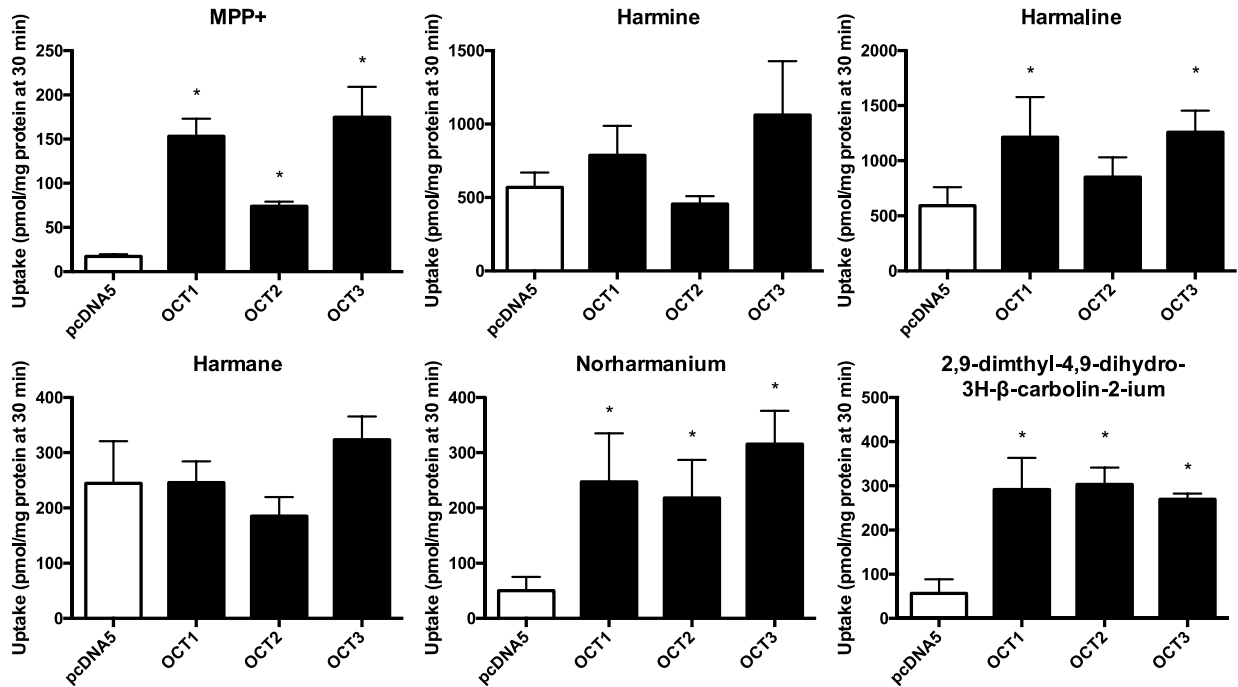 MPP+
Uptake (pmol/mg protein at 30 min)
250
200
150
100
50
0
*
*
*
pcDNA5
OCT1
OCT2
OCT3
Harmine
Uptake (pmol/mg protein at 30 min)
1500
1000
500
0
pcDNA5
OCT1
OCT2
OCT3
Harmaline
Uptake (pmol/mg protein at 30 min)
2000
1500
1000
500
0
*
*
pcDNA5
OCT1
OCT2
OCT3
Harmane
Uptake (pmol/mg protein at 30 min)
400
300
200
100
0
pcDNA5
OCT1
OCT2
OCT3
Norharmanium
Uptake (pmol/mg protein at 30 min)
400
300
200
100
0
*
*
*
pcDNA5
OCT1
OCT2
OCT3
2,9-dimthyl-4,9-dihydro-
3H-β-carbolin-2-ium
Uptake (pmol/mg protein at 30 min)
500
400
300
200
100
0
*
*
*
pcDNA5
OCT1
OCT2
OCT3